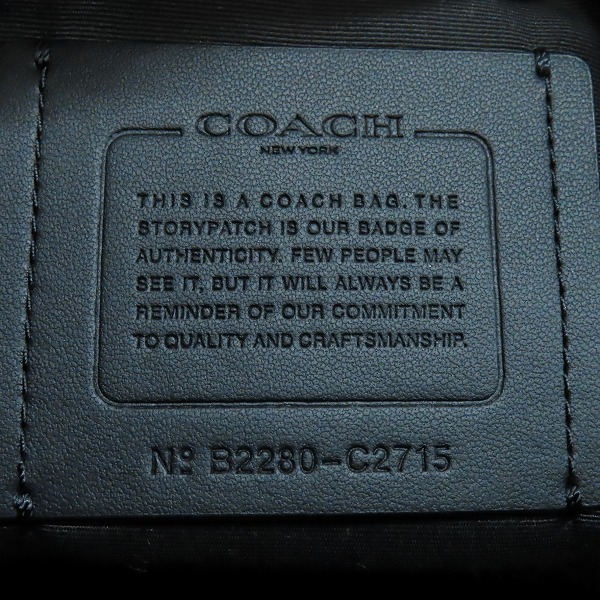 COACH
NEW YORK
THIS IS A COACH BAG. THE
STORYPATCH IS OUR BADGE OF
AUTHENTICITY. FEW PEOPLE MAY
SEE IT, BUT IT WILL ALWAYS BE A
REMINDER OF OUR COMMITMENT
TO QUALITY AND CRAFTSMANSHIP.
Nº B2280-C2715